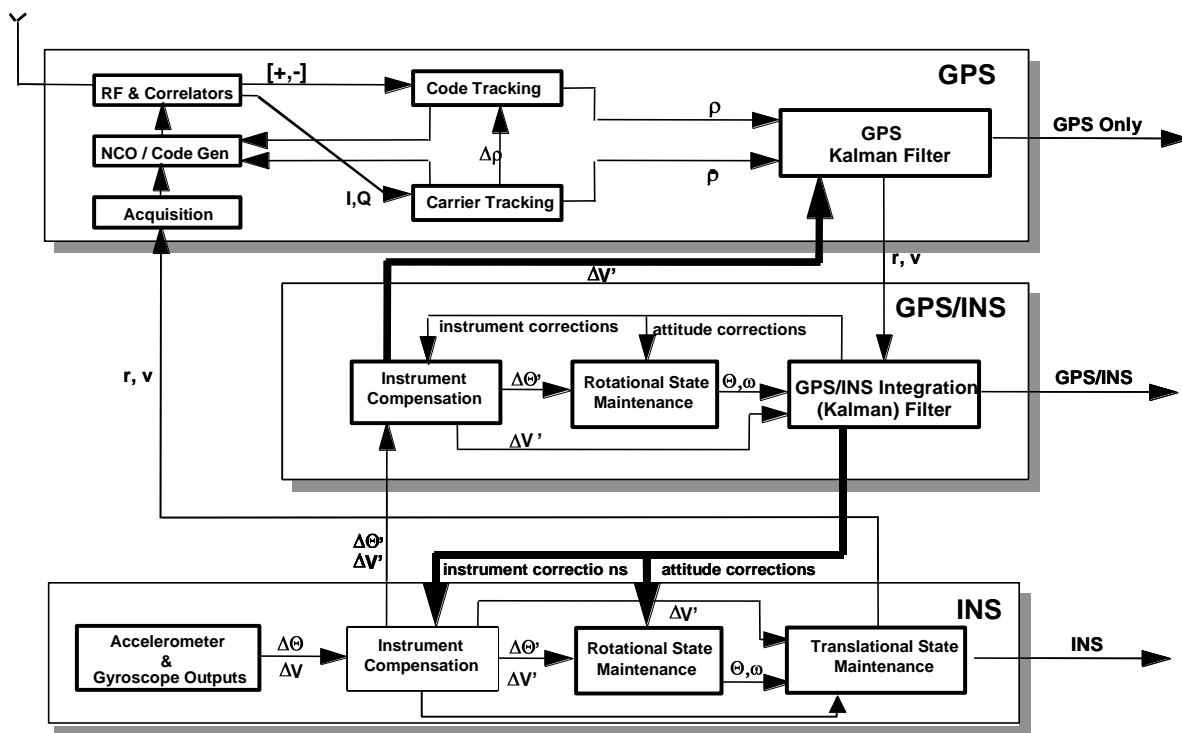 GPS
[+,-]
RF & Correlators
Code Tracking
ρ
GPS Only
GPS
Kalman Filter
NCO / Code Gen
Δρ
ρ̇
I,Q
Carrier Tracking
Acquisition
r, v
ΔV'
GPS/INS
instrument corrections
attitude corrections
r, v
GPS/INS
Instrument
Compensation
ΔΘ'
Rotational State
Maintenance
Θ,ω
GPS/INS Integration
(Kalman) Filter
ΔV '
ΔΘ'
ΔV'
instrument correctio ns
attitude corrections
INS
ΔV'
Accelerometer
&
Gyroscope Outputs
ΔΘ
ΔV
Instrument
Compensation
ΔΘ'
ΔV'
Rotational State
Maintenance
Θ,ω
Translational State
Maintenance
INS